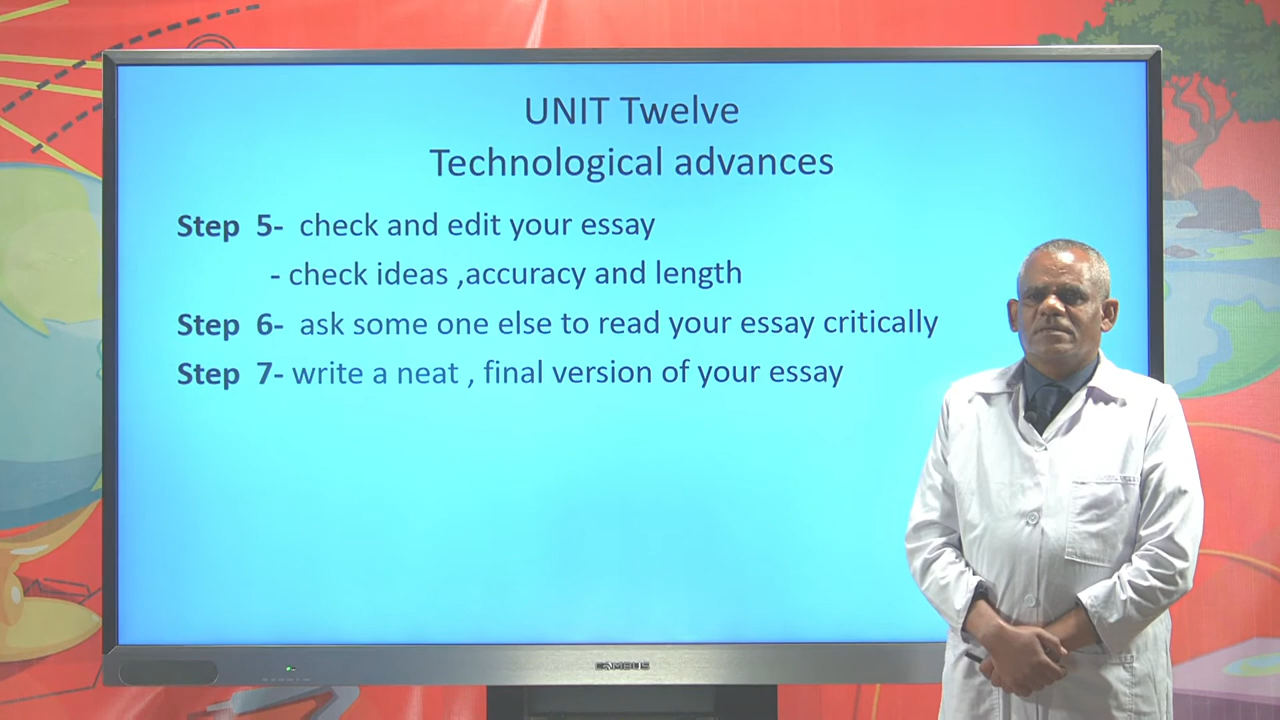 UNIT Twelve
Technological advances
Step 5- check and edit your essay
- check ideas ,accuracy and length
Step 6- ask some one else to read your essay critically
Step 7- write a neat , final version of your essay